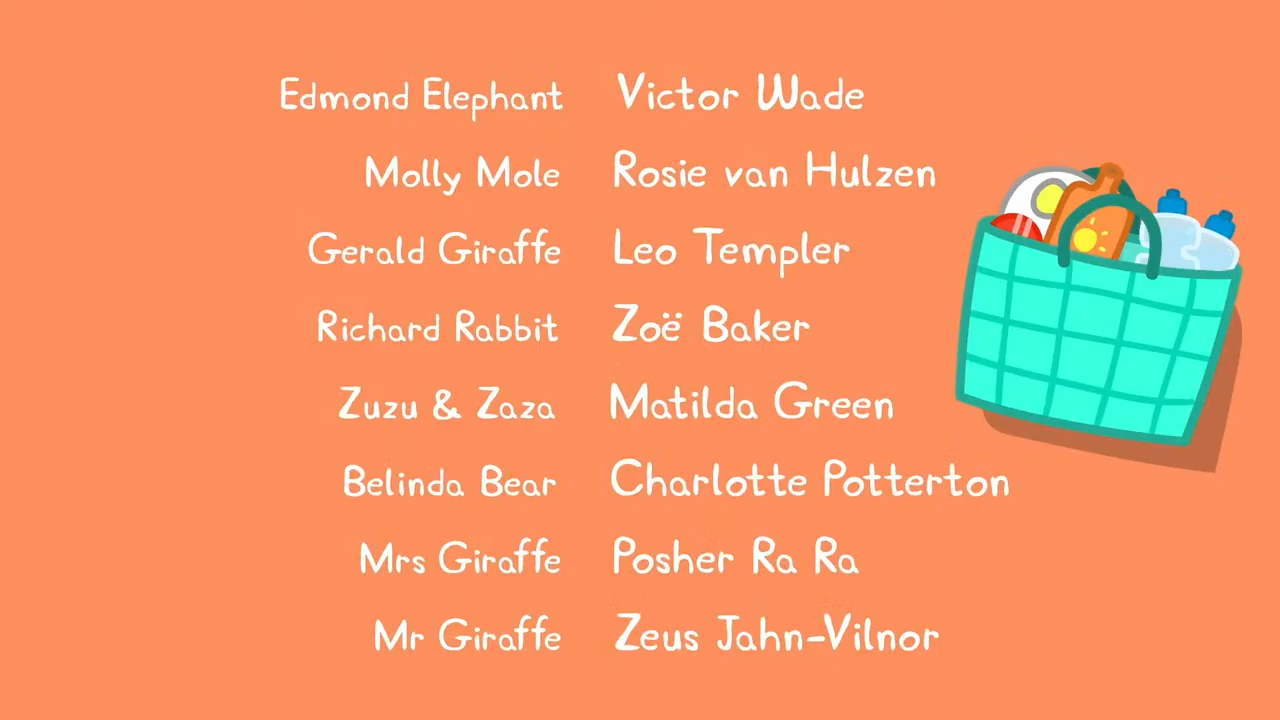 Edmond Elephant Victor Wade
Molly Mole Rosie van Hulzen
Gerald Giraffe Leo Templer
Richard Rabbit Zoë Baker
Zuzu & Zaza Matilda Green
Belinda Bear Charlotte Potterton
Mrs Giraffe Posher Ra Ra
Mr Giraffe Zeus Jahn-Vilnor